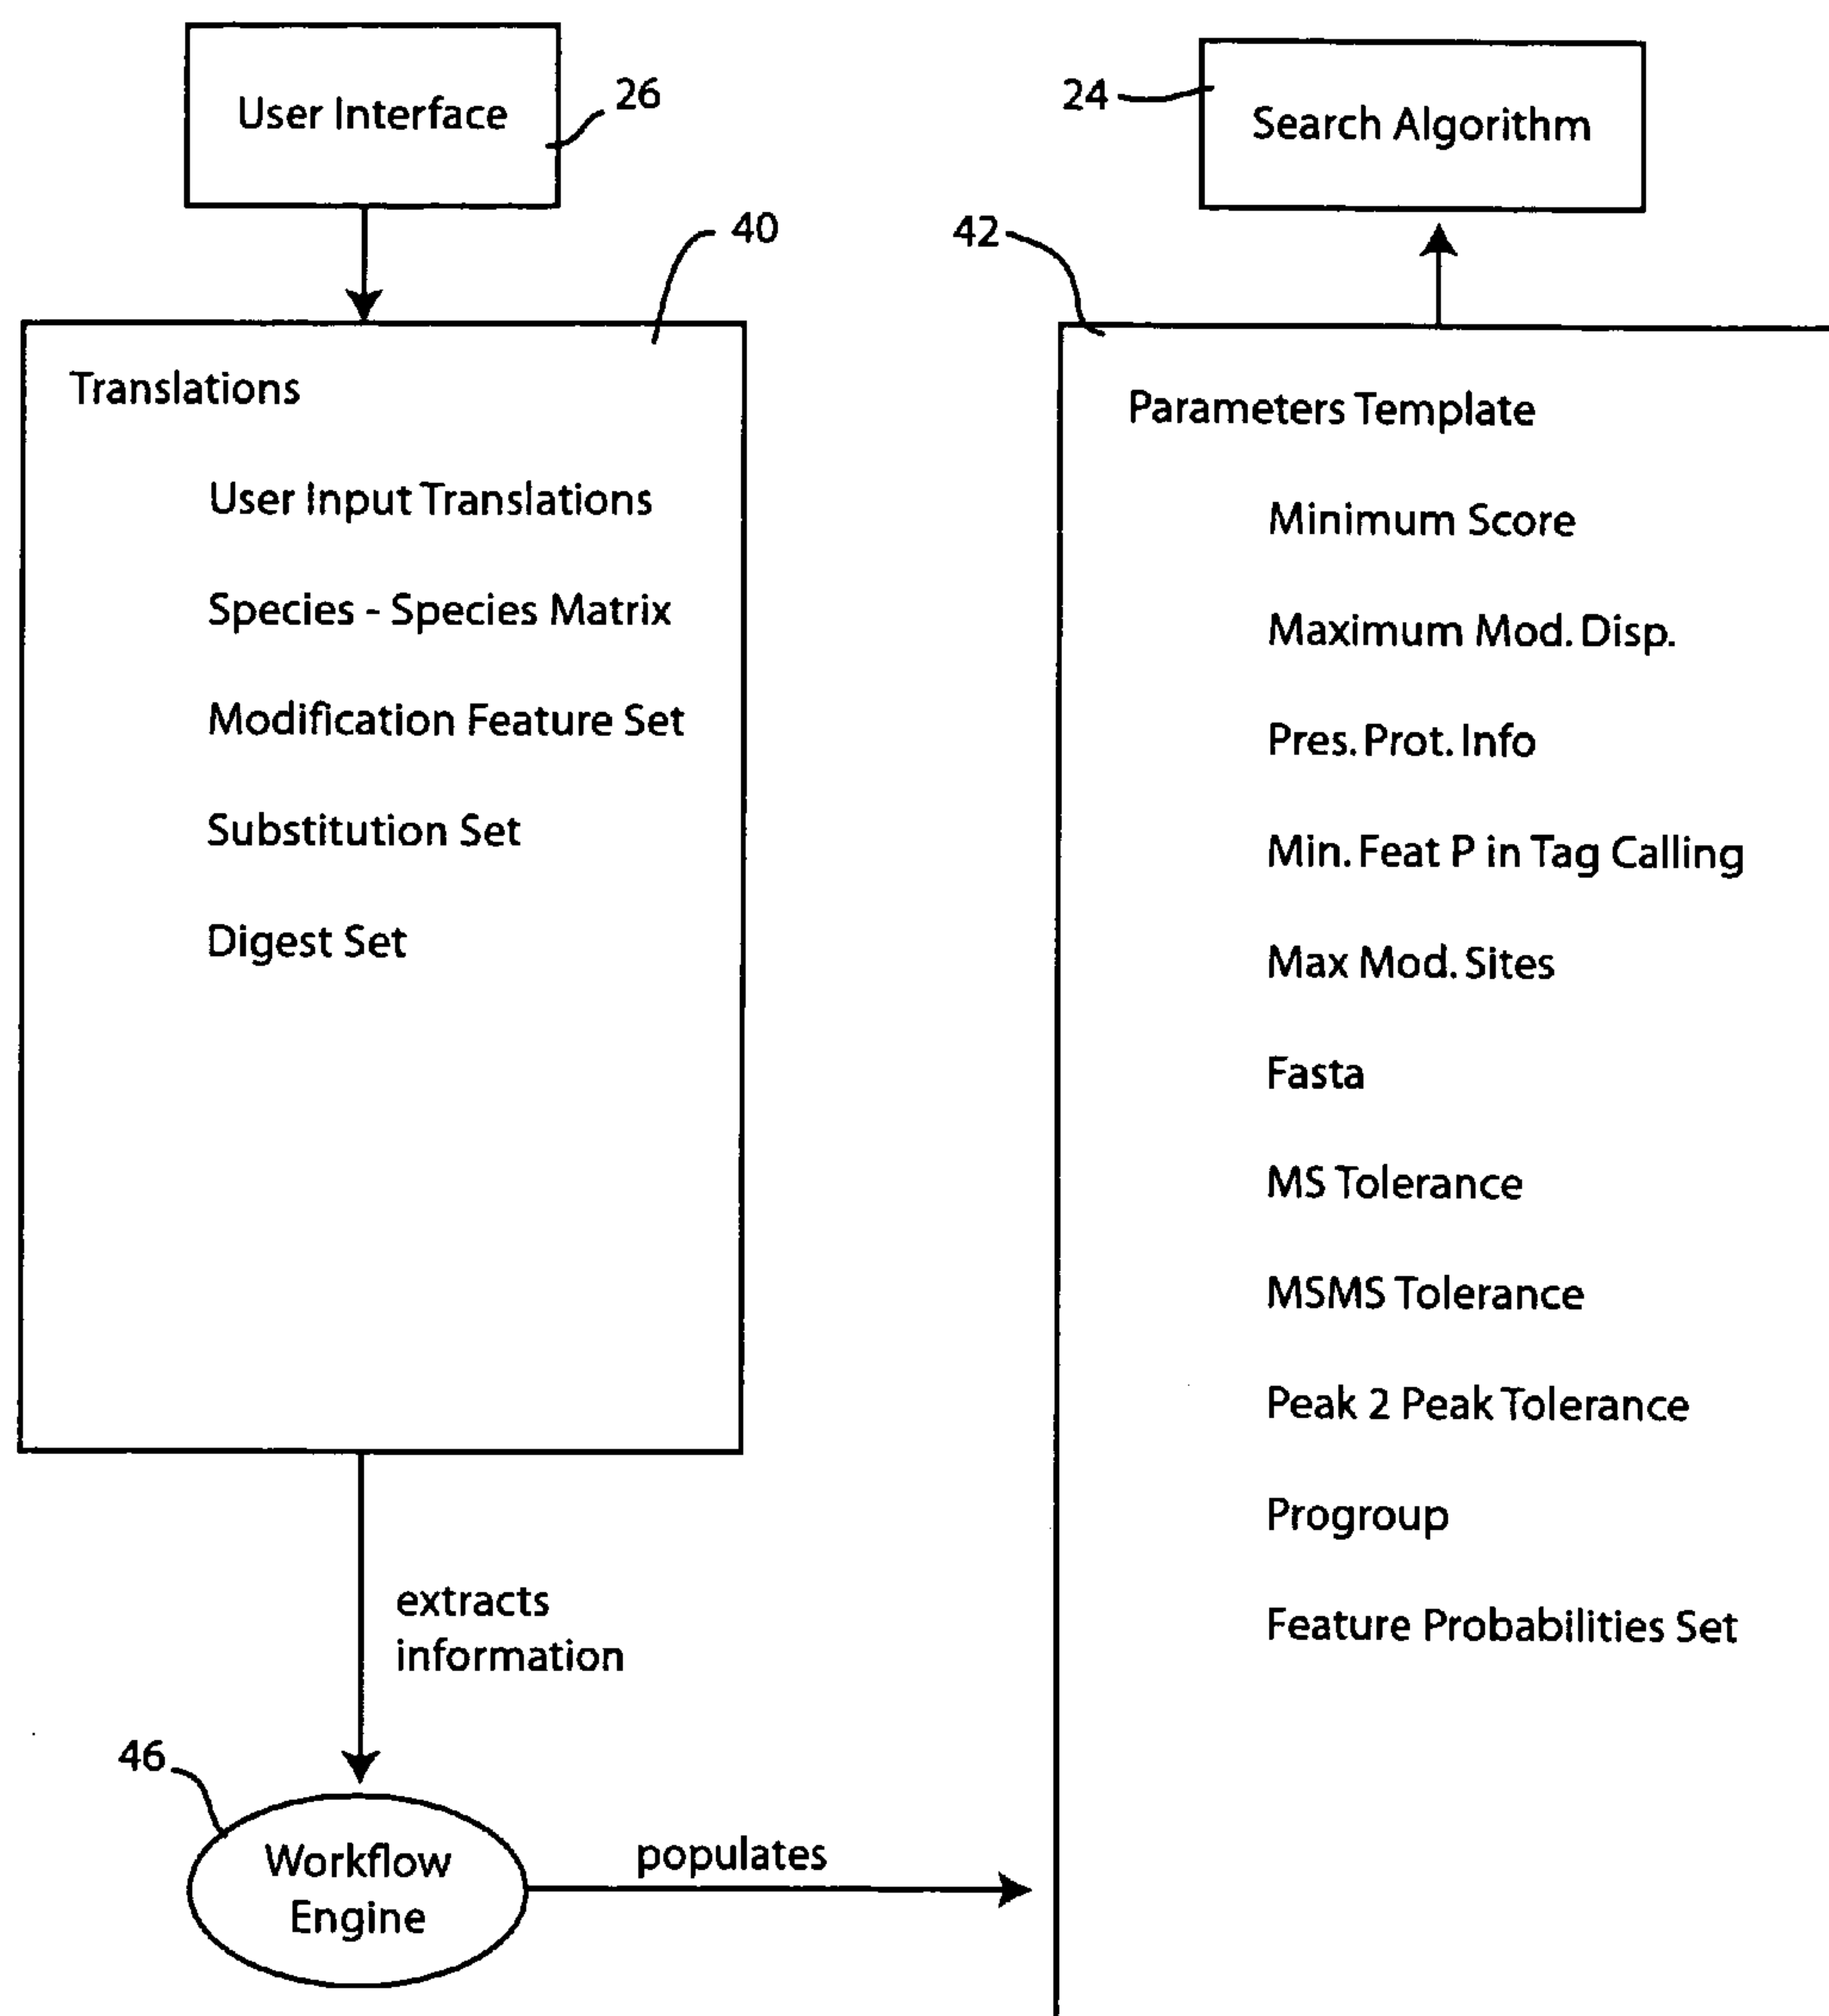 User Interface
26
24
Search Algorithm
40
42
Translations
User Input Translations
Species - Species Matrix
Modification Feature Set
Substitution Set
Digest Set
Parameters Template
Minimum Score
Maximum Mod. Disp.
Pres. Prot. Info
Min. Feat P in Tag Calling
Max Mod. Sites
Fasta
MS Tolerance
MSMS Tolerance
Peak 2 Peak Tolerance
Progroup
Feature Probabilities Set
extracts
information
46
Workflow
Engine
populates